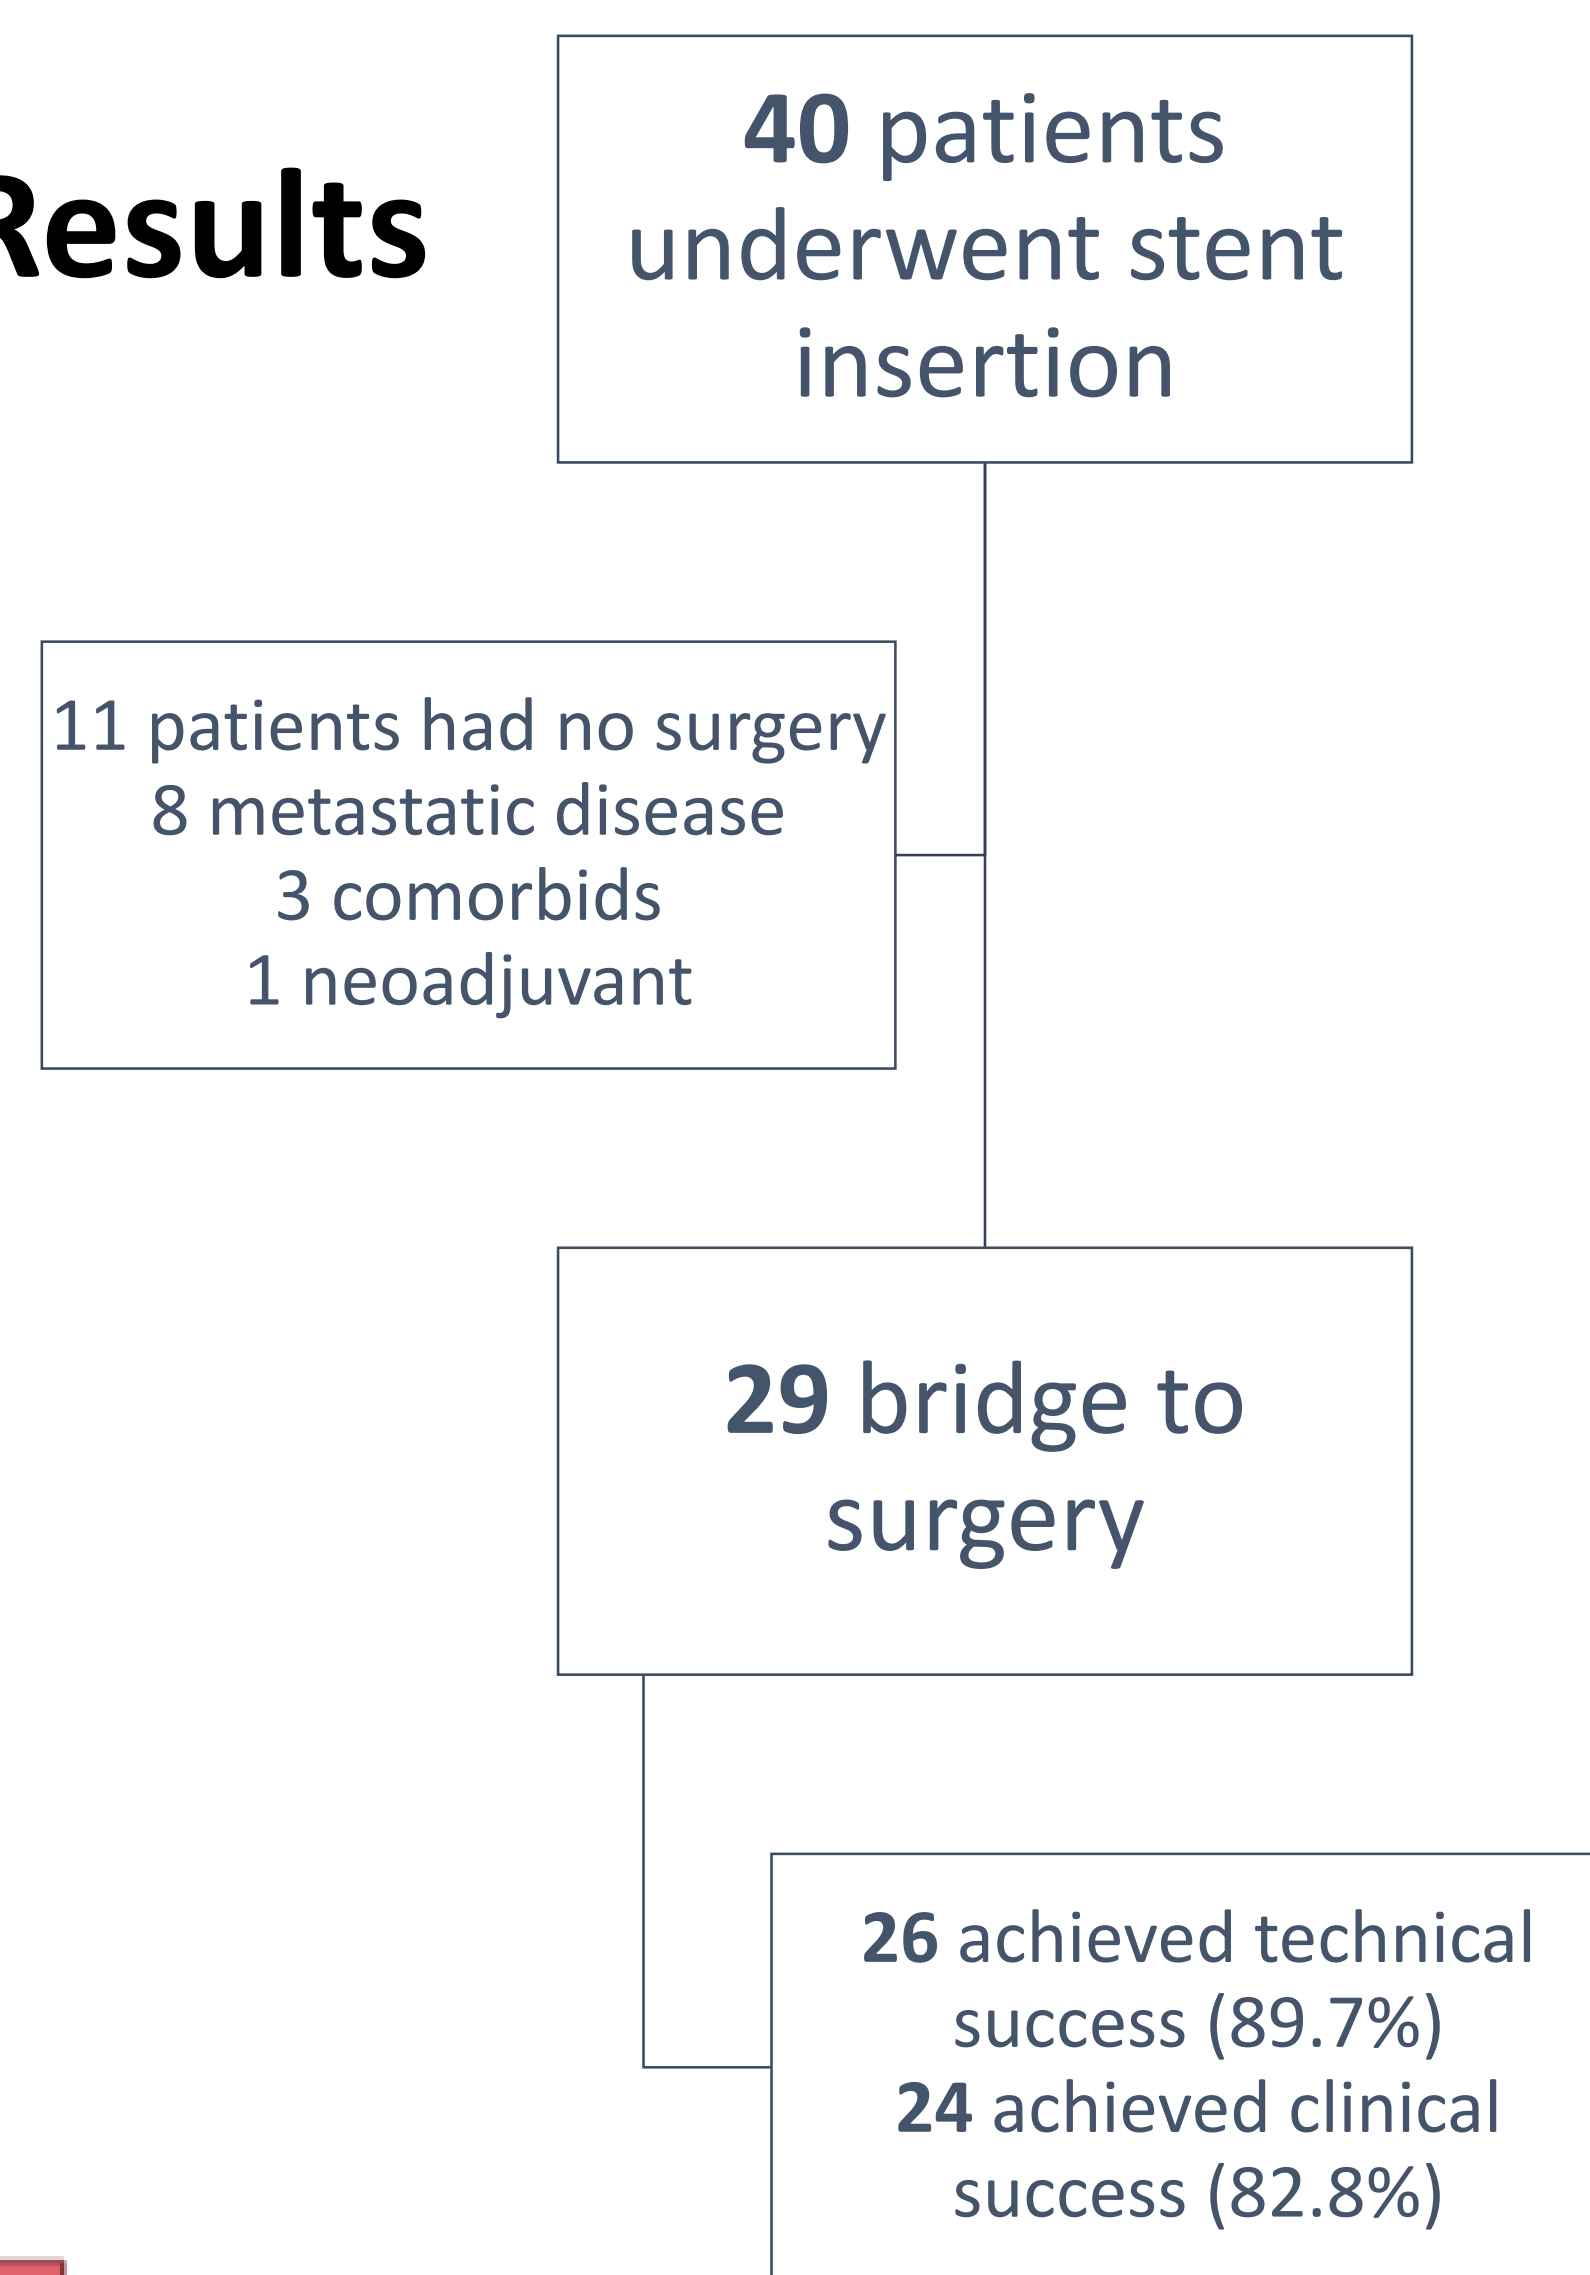 Results
40 patients
underwent stent
insertion
11 patients had no surgery
8 metastatic disease
3 comorbids
1 neoadjuvant
29 bridge to
surgery
26 achieved technical
success (89.7%)
24 achieved clinical
success (82.8%)